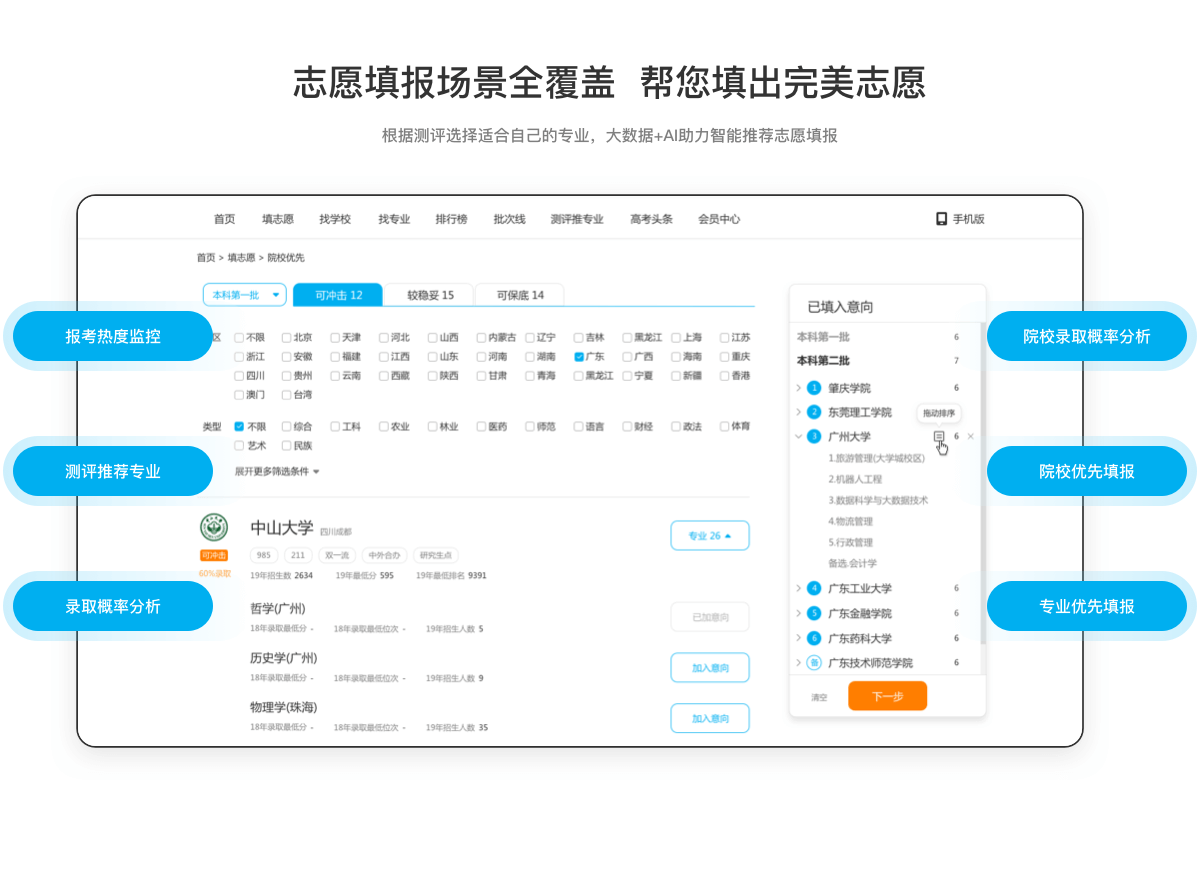 志愿填报场景全覆盖 帮您填出完美志愿
根据测评选择适合自己的专业，大数据+AI助力智能推荐志愿填报
首页 填志愿 找学校 找专业 排行榜 批次线 测评推专业 高考头条 会员中心 手机版
首页 > 填志愿 > 院校优先
本科第一批 可冲击 12 较稳妥 15 可保底 14
区 不限 北京 天津 河北 山西 内蒙古 辽宁 吉林 黑龙江 上海 江苏
浙江 安徽 福建 江西 山东 河南 湖南 广东 广西 海南 重庆
四川 贵州 云南 西藏 陕西 甘肃 青海 黑龙江 宁夏 新疆 香港
澳门 台湾
类型 不限 综合 工科 农业 林业 医药 师范 语言 财经 政法 体育
艺术 民族
展开更多筛选条件
中山大学 四川成都
专业 26
可冲击
985 211 双一流 中外合办 研究生点
60%录取
19年招生数 2634 19年最低分 595 19年最低排名 9391
哲学(广州)
18年录取最低分 - 18年录取最低位次 - 19年招生人数 5
已加意向
历史学(广州)
18年录取最低分 - 18年录取最低位次 - 19年招生人数 9
加入意向
物理学(珠海)
18年录取最低分 - 18年录取最低位次 - 19年招生人数 35
加入意向
已填入意向
本科第一批 6
本科第二批 7
1 肇庆学院 6
2 东莞理工学院
拖动排序
3 广州大学 6 ×
1.旅游管理(大学城校区)
2.机器人工程
3.数据科学与大数据技术
4.物流管理
5.行政管理
备选.会计学
4 广东工业大学 6
5 广东金融学院 6
6 广东药科大学 6
备 广东技术师范学院 6
清空 下一步
报考热度监控
测评推荐专业
录取概率分析
院校录取概率分析
院校优先填报
专业优先填报